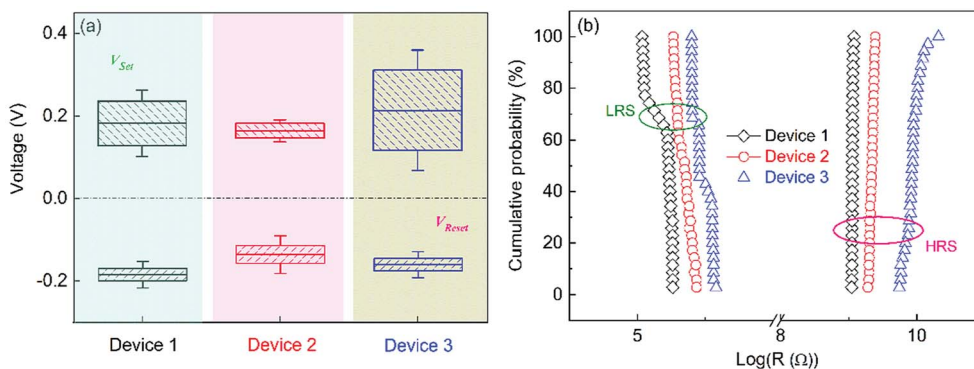 (a)
V_Set
0.4
0.2
0.0
-0.2
Voltage (V)
V_Reset
Device 1 Device 2 Device 3
(b)
100
80
60
40
20
0
Cumulative probability (%)
LRS
Device 1
Device 2
Device 3
HRS
5 8 10
Log(R (Ω))